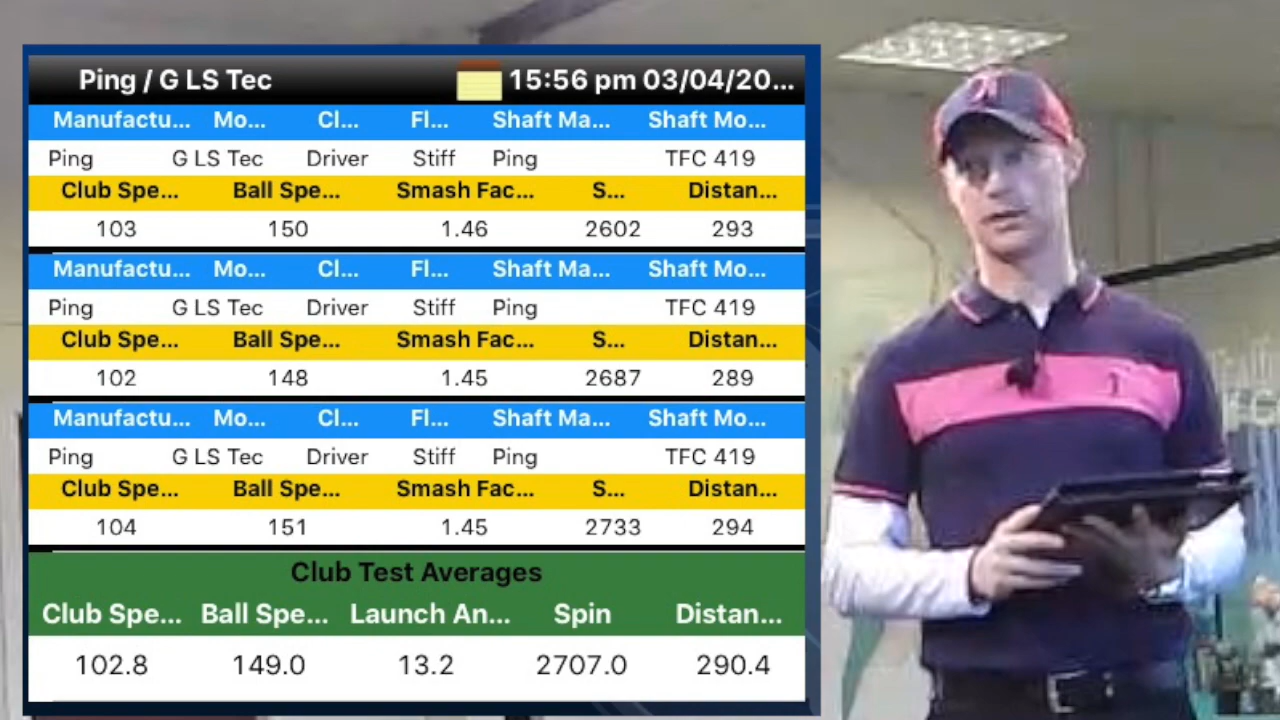 Ping / G LS Tec 15:56 pm 03/04/20...
Manufactu... Mo... Cl... Fl... Shaft Ma... Shaft Mo...
Ping G LS Tec Driver Stiff Ping TFC 419
Club Spe... Ball Spe... Smash Fac... S... Distan...
103 150 1.46 2602 293
Manufactu... Mo... Cl... Fl... Shaft Ma... Shaft Mo...
Ping G LS Tec Driver Stiff Ping TFC 419
Club Spe... Ball Spe... Smash Fac... S... Distan...
102 148 1.45 2687 289
Manufactu... Mo... Cl... Fl... Shaft Ma... Shaft Mo...
Ping G LS Tec Driver Stiff Ping TFC 419
Club Spe... Ball Spe... Smash Fac... S... Distan...
104 151 1.45 2733 294
Club Test Averages
Club Spe... Ball Spe... Launch An... Spin Distan...
102.8 149.0 13.2 2707.0 290.4